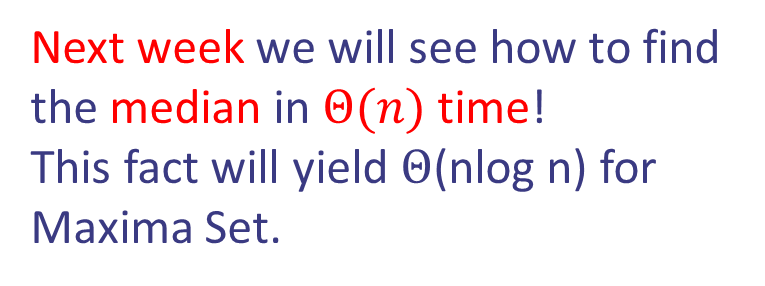 Next week we will see how to find
the median in Θ(n) time!
This fact will yield Θ(nlog n) for
Maxima Set.